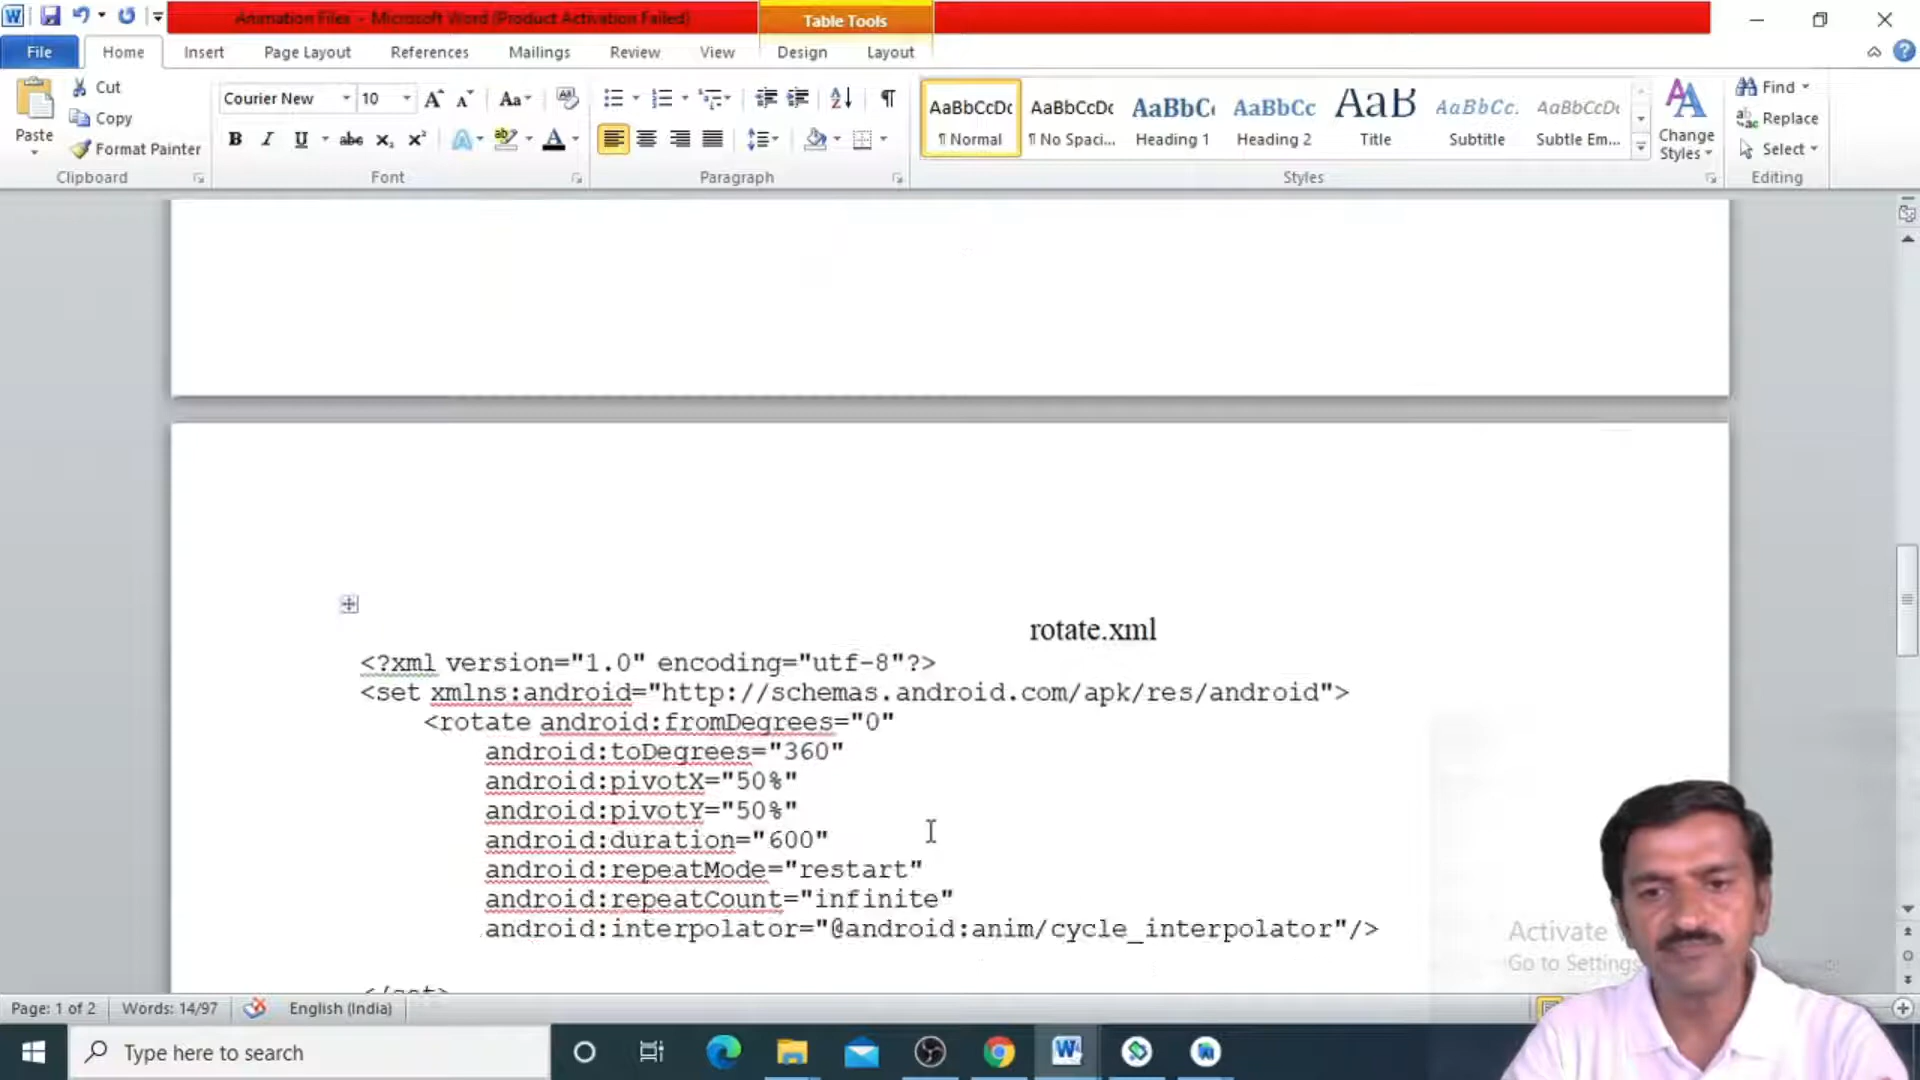 Animation Files - Microsoft Word (Product Activation Failed)
Table Tools
File
Home
Insert
Page Layout
References
Mailings
Review
View
Design
Layout
Paste
Cut
Copy
Format Painter
Clipboard
Courier New
10
Font
Paragraph
AaBbCcDc
¶ Normal
AaBbCcDc
¶ No Spaci...
AaBbC
Heading 1
AaBbCc
Heading 2
AaB
Title
AaBbCc.
Subtitle
AaBbCcDc
Subtle Em...
Change
Styles
Styles
Find
Replace
Select
Editing
rotate.xml
<?xml version="1.0" encoding="utf-8"?>
<set xmlns:android="http://schemas.android.com/apk/res/android">
<rotate android:fromDegrees="0"
android:toDegrees="360"
android:pivotX="50%"
android:pivotY="50%"
android:duration="600"
android:repeatMode="restart"
android:repeatCount="infinite"
android:interpolator="@android:anim/cycle_interpolator"/>
</set>
Activate
Go to Settings
Page: 1 of 2
Words: 14/97
English (India)
Type here to search